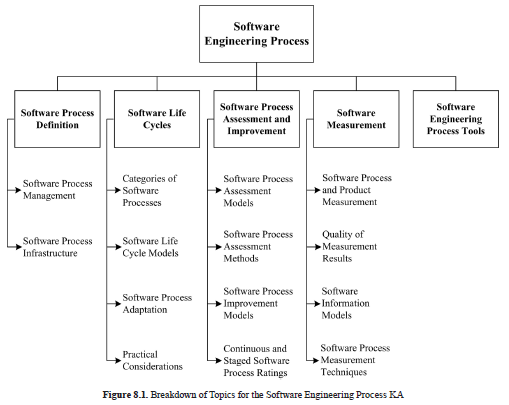 Software
Engineering Process
Software Process
Definition
Software Life
Cycles
Software Process
Assessment and
Improvement
Software
Measurement
Software
Engineering
Process Tools
Software Process
Management
Software Process
Infrastructure
Categories of
Software
Processes
Software Life
Cycle Models
Software Process
Adaptation
Practical
Considerations
Software Process
Assessment
Models
Software Process
Assessment
Methods
Software Process
Improvement
Models
Continuous and
Staged Software
Process Ratings
Software Process
and Product
Measurement
Quality of
Measurement
Results
Software
Information
Models
Software Process
Measurement
Techniques
Figure 8.1. Breakdown of Topics for the Software Engineering Process KA